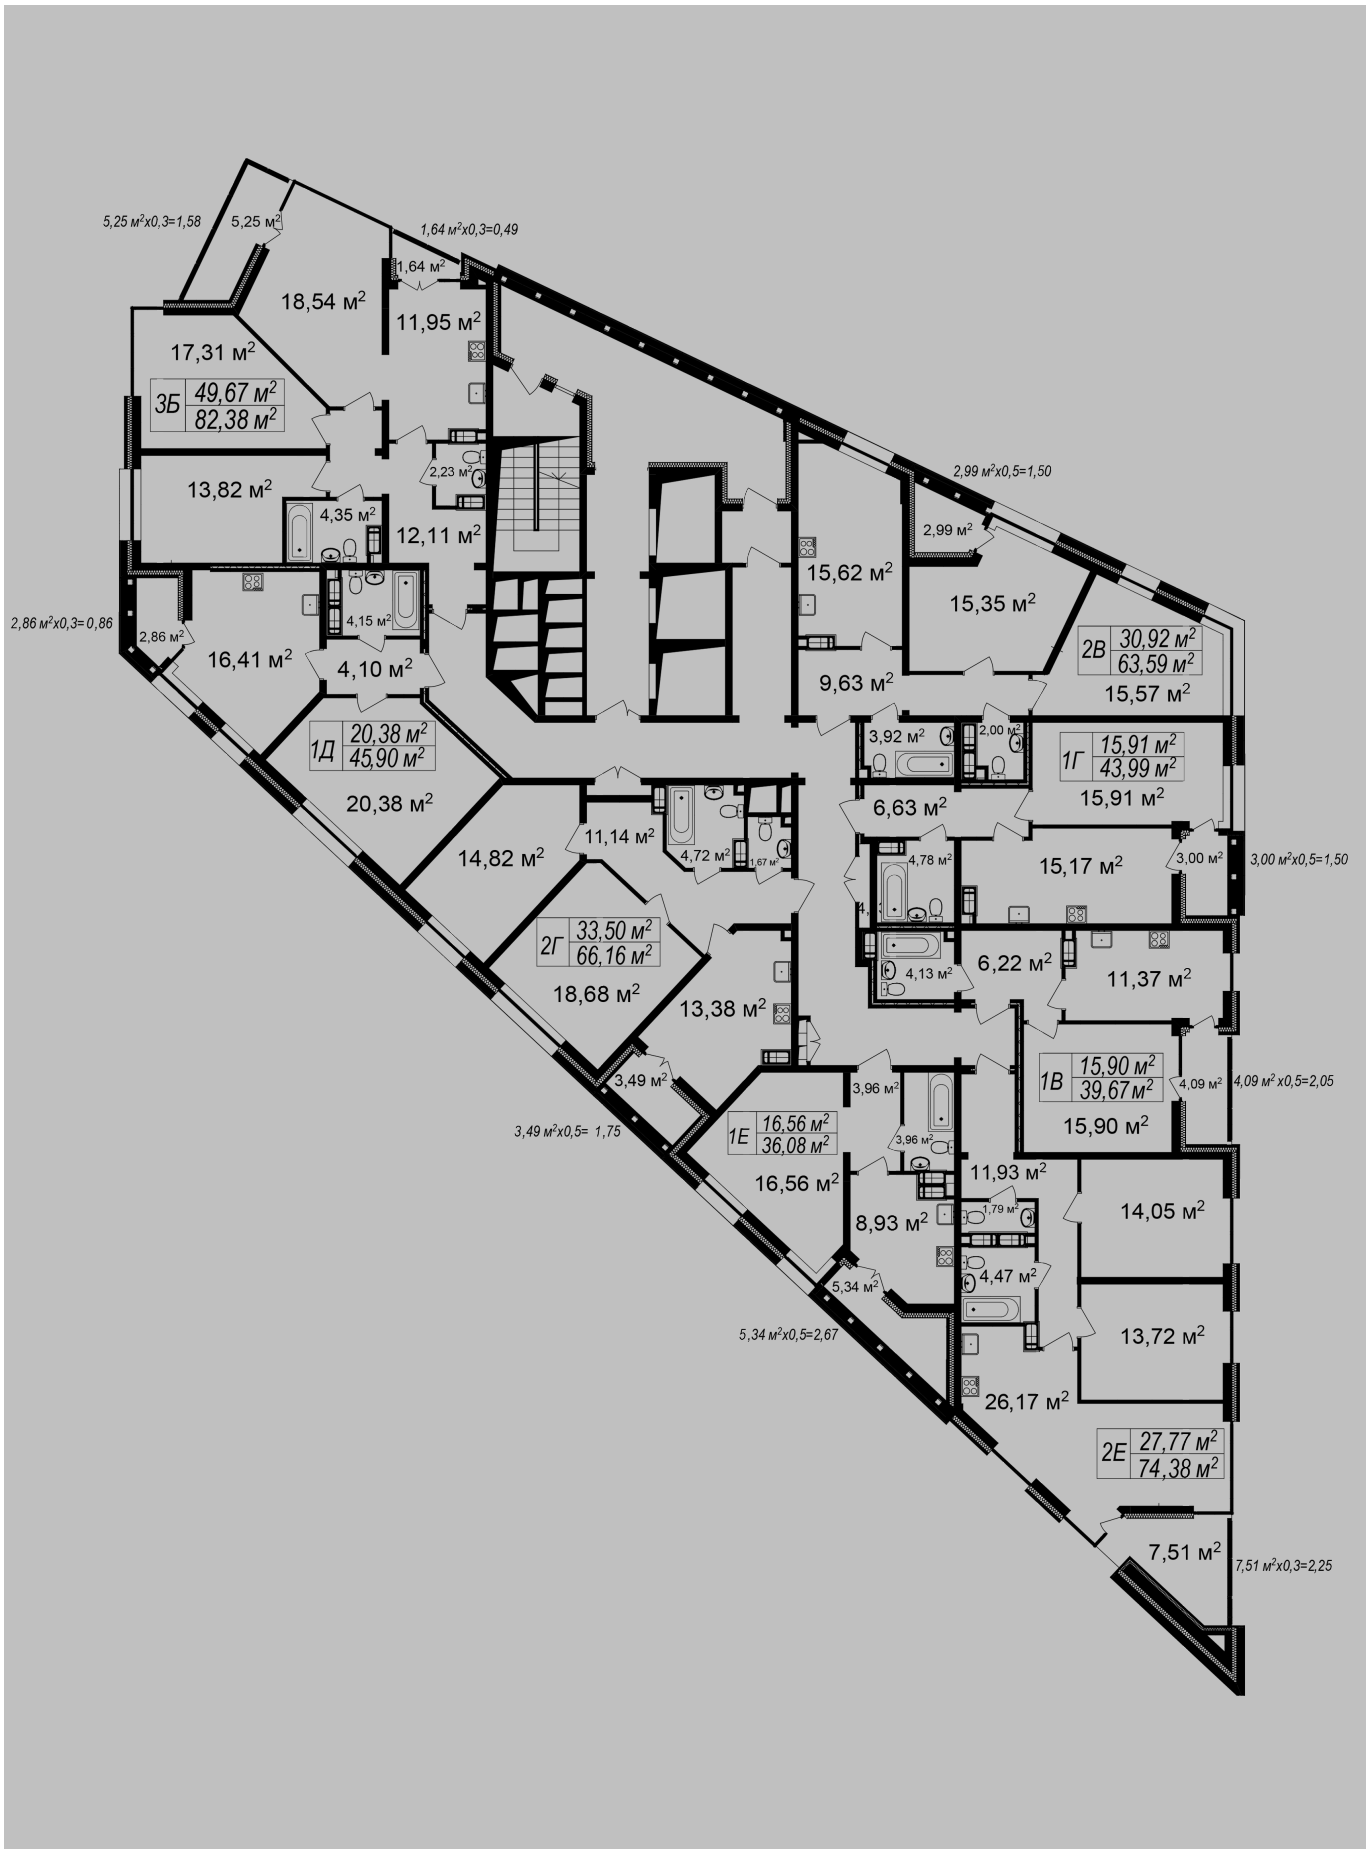 5,25 м²х0,3=1,58
5,25 м²
1,64 м²х0,3=0,49
1,64 м²
18,54 м²
11,95 м²
17,31 м²
3Б
49,67 м²
82,38 м²
13,82 м²
2,23 м²
4,35 м²
12,11 м²
2,99 м²х0,5=1,50
2,99 м²
15,62 м²
15,35 м²
2,86 м²х0,3= 0,86
2,86 м²
16,41 м²
4,15 м²
4,10 м²
9,63 м²
2В
30,92 м²
63,59 м²
15,57 м²
1Д
20,38 м²
45,90 м²
20,38 м²
3,92 м²
2,00 м²
1Г
15,91 м²
43,99 м²
15,91 м²
6,63 м²
14,82 м²
11,14 м²
4,72 м²
1,67 м²
4,78 м²
15,17 м²
3,00 м²
3,00 м²х0,5=1,50
2Г
33,50 м²
66,16 м²
18,68 м²
13,38 м²
4,13 м²
6,22 м²
11,37 м²
3,49 м²
3,49 м²х0,5= 1,75
3,96 м²
1В
15,90 м²
39,67 м²
15,90 м²
4,09 м²
4,09 м²х0,5=2,05
1Е
16,56 м²
36,08 м²
16,56 м²
3,96 м²
8,93 м²
11,93 м²
1,79 м²
14,05 м²
4,47 м²
5,34 м²
5,34 м²х0,5=2,67
13,72 м²
26,17 м²
2Е
27,77 м²
74,38 м²
7,51 м²
7,51 м²х0,3=2,25